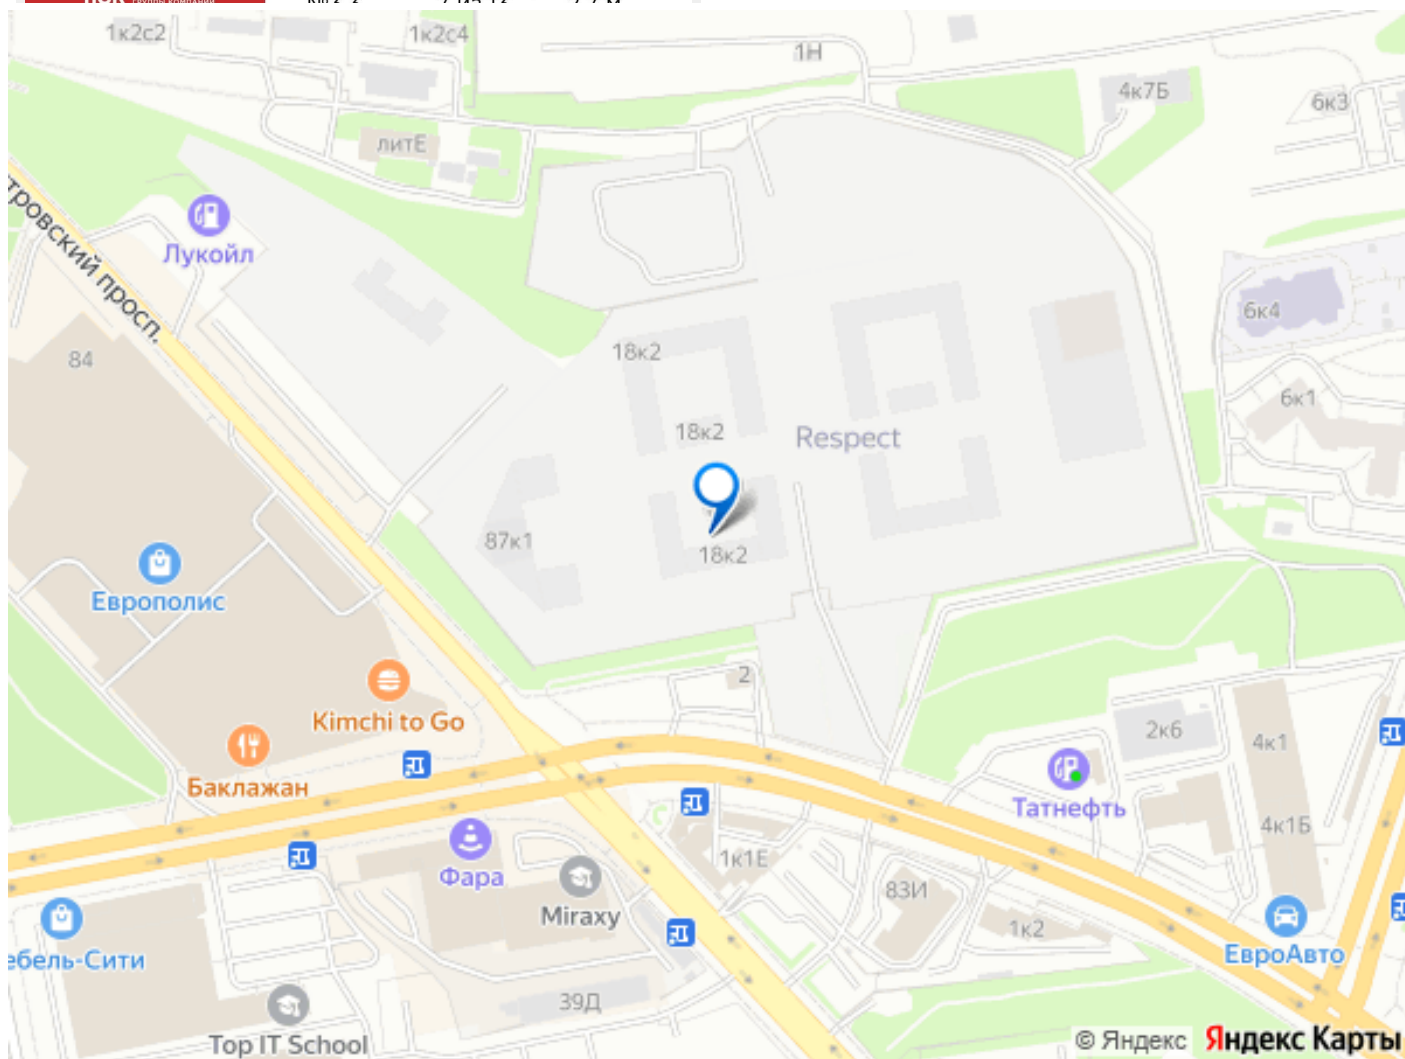 1к2с2
1к2с4
1Н
4к7Б
6к3
литЕ
тровский просп.
Лукойл
6к4
84
18к2
6к1
18к2
Respect
87к1
18к2
Европолис
2
Kimchi to Go
2к6
4к1
Баклажан
Татнефть
4к1Б
1к1Е
Фара
83И
Miraxy
1к2
ебель-Сити
ЕвроАвто
39Д
Top IT School
© Яндекс Яндекс Карты